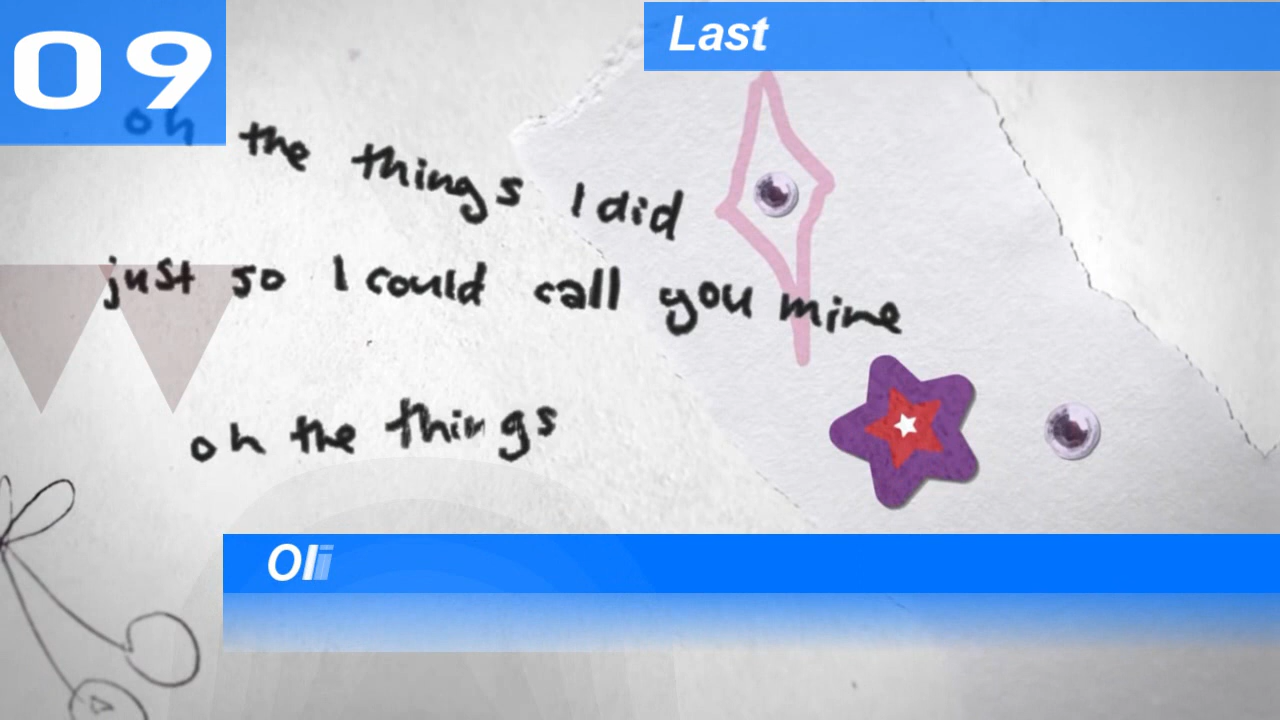 09
Last
oh the things I did
just so I could call you mine
oh the things
Oli